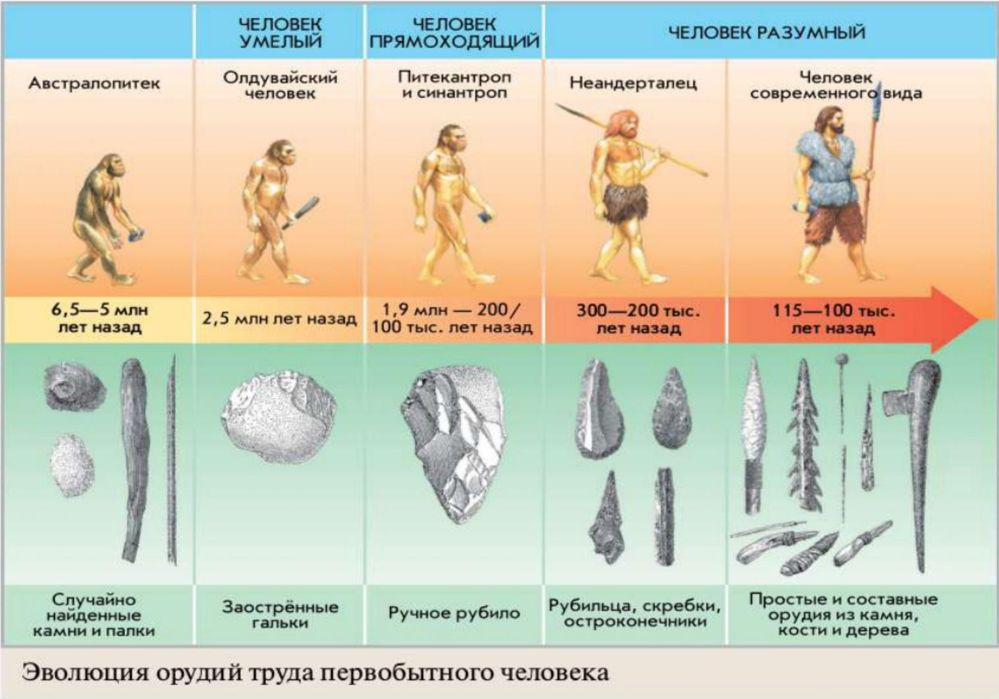 ЧЕЛОВЕК
УМЕЛЫЙ
ЧЕЛОВЕК
ПРЯМОХОДЯЩИЙ
ЧЕЛОВЕК РАЗУМНЫЙ
Австралопитек
Олдувайский
человек
Питекантроп
и синантроп
Неандерталец
Человек
современного вида
6,5—5 млн
лет назад
2,5 млн лет назад
1,9 млн — 200/
100 тыс. лет назад
300—200 тыс.
лет назад
115—100 тыс.
лет назад
Случайно
найденные
камни и палки
Заострённые
гальки
Ручное рубило
Рубильца, скребки,
остроконечники
Простые и составные
орудия из камня,
кости и дерева
Эволюция орудий труда первобытного человека